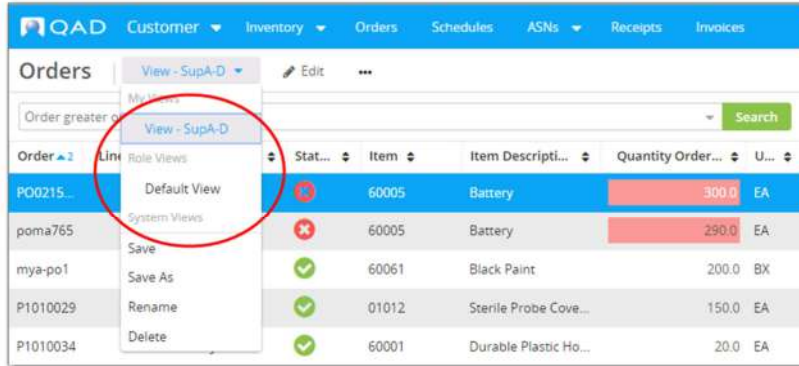 QAD Customer Inventory Orders Schedules ASNs Receipts Invoices
Orders View - SupA-D Edit ...
My Views
Order greater o Search
View - SupA-D
Order 2 Line Stat... Item Item Descripti... Quantity Order... U...
Role Views
PO0215... Default View 60005 Battery 300.0 EA
System Views
poma765 60005 Battery 290.0 EA
Save
mya-po1 Save As 60061 Black Paint 200.0 BX
P1010029 Rename 01012 Sterile Probe Cove... 150.0 EA
P1010034 Delete 60001 Durable Plastic Ho... 20.0 EA